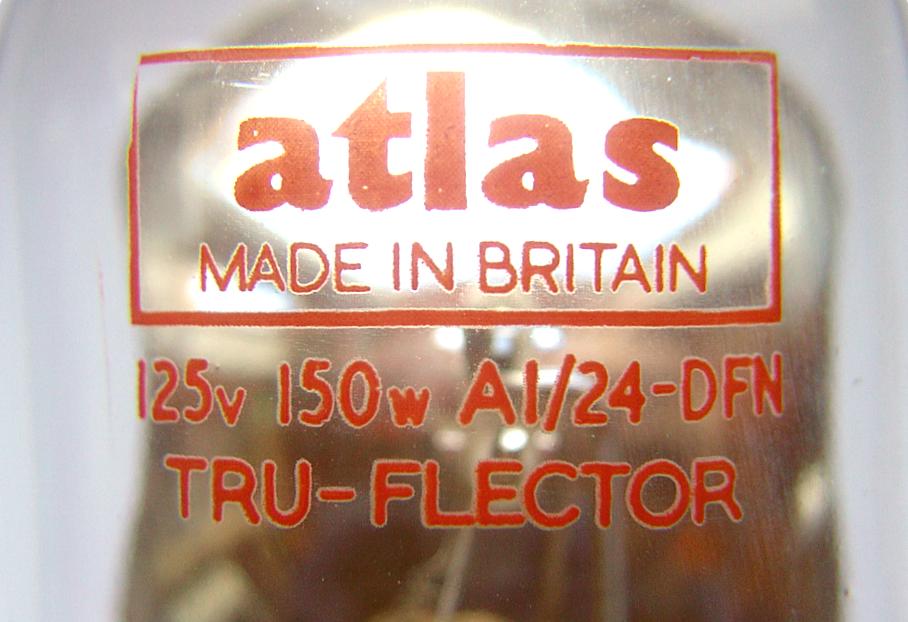 atlas
MADE IN BRITAIN
125v 150w A1/24-DFN
TRU-FLECTOR